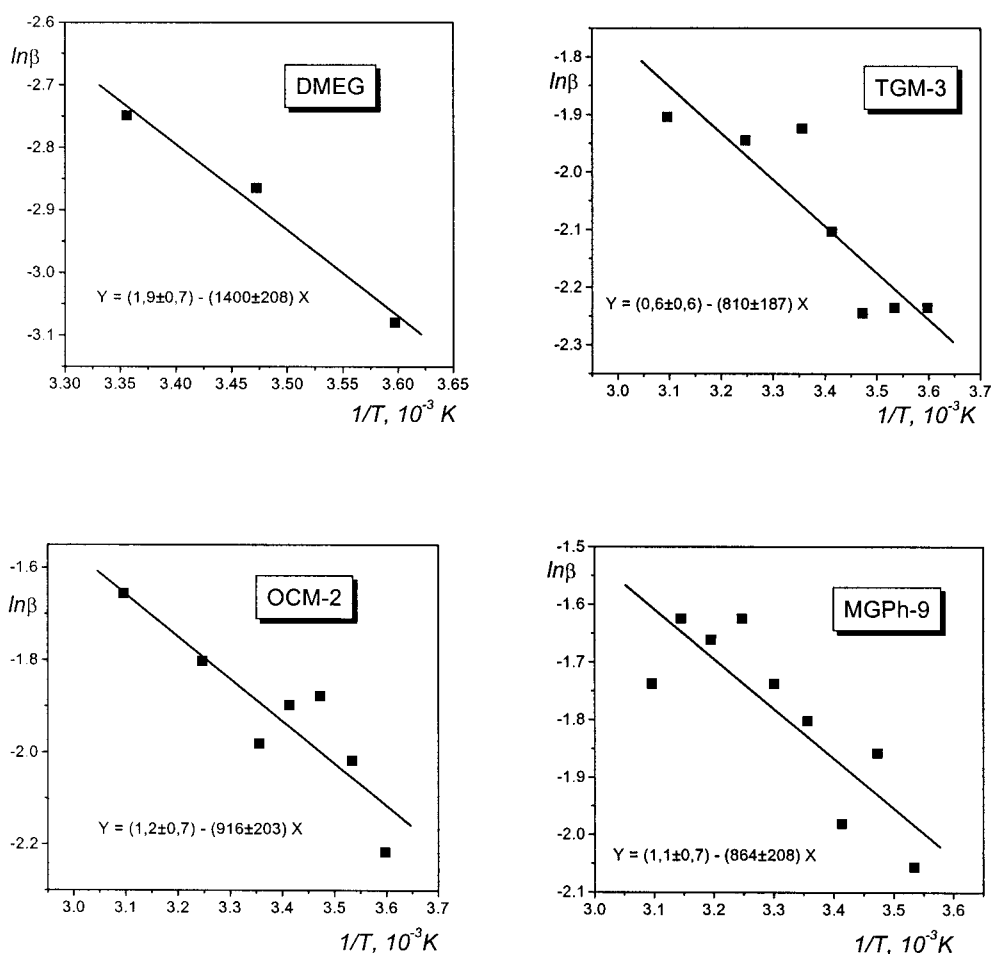 -2.6
lnβ
DMEG
-2.7
-2.8
-2.9
-3.0
Y = (1,9±0,7) - (1400±208) X
-3.1
3.30 3.35 3.40 3.45 3.50 3.55 3.60 3.65
1/T, 10⁻³ K
-1.8
lnβ
TGM-3
-1.9
-2.0
-2.1
-2.2
Y = (0,6±0,6) - (810±187) X
-2.3
3.0 3.1 3.2 3.3 3.4 3.5 3.6 3.7
1/T, 10⁻³ K
-1.6
lnβ
OCM-2
-1.8
-2.0
Y = (1,2±0,7) - (916±203) X
-2.2
3.0 3.1 3.2 3.3 3.4 3.5 3.6 3.7
1/T, 10⁻³K
-1.5
lnβ
MGPh-9
-1.6
-1.7
-1.8
-1.9
-2.0
Y = (1,1±0,7) - (864±208) X
-2.1
3.0 3.1 3.2 3.3 3.4 3.5 3.6
1/T, 10⁻³K